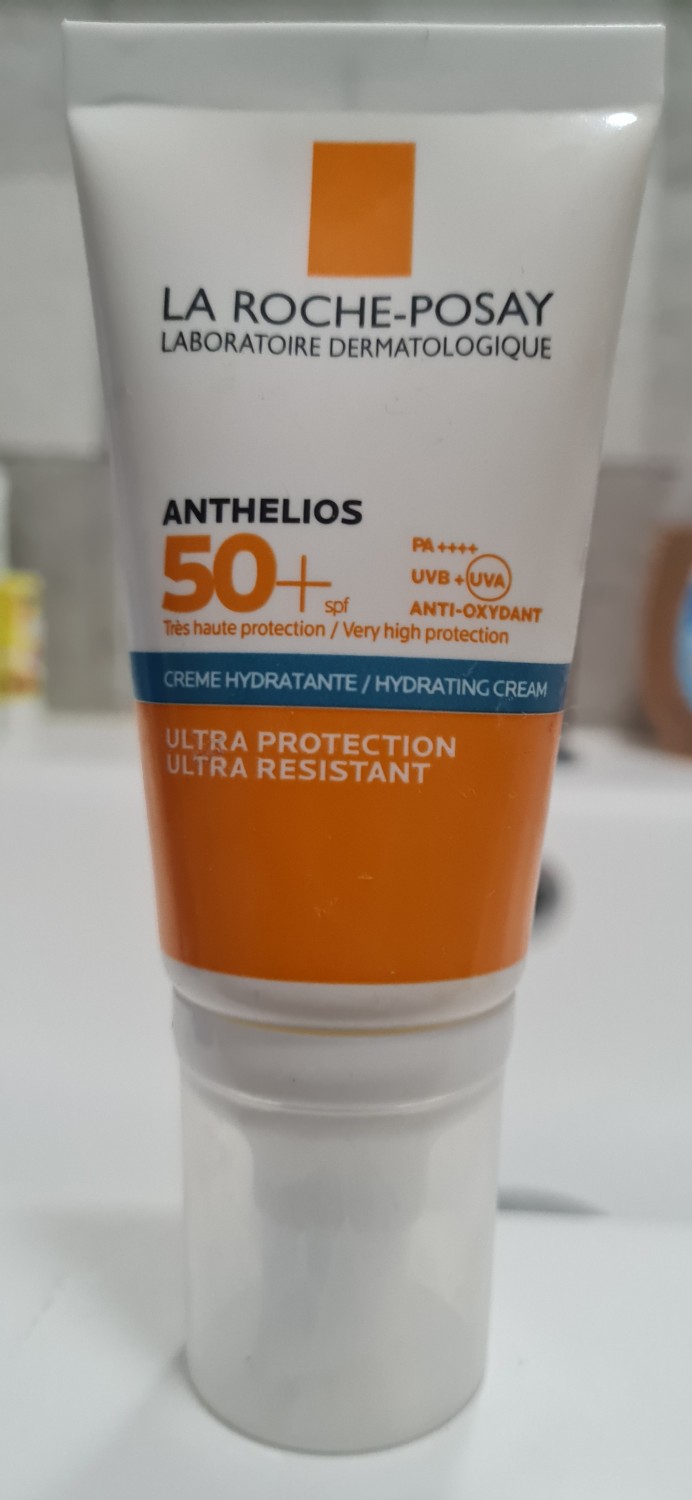 LA ROCHE-POSAY
LABORATOIRE DERMATOLOGIQUE
ANTHELIOS
50+ spf
PA ++++
UVB + UVA
ANTI-OXYDANT
Très haute protection / Very high protection
CREME HYDRATANTE / HYDRATING CREAM
ULTRA PROTECTION
ULTRA RESISTANT